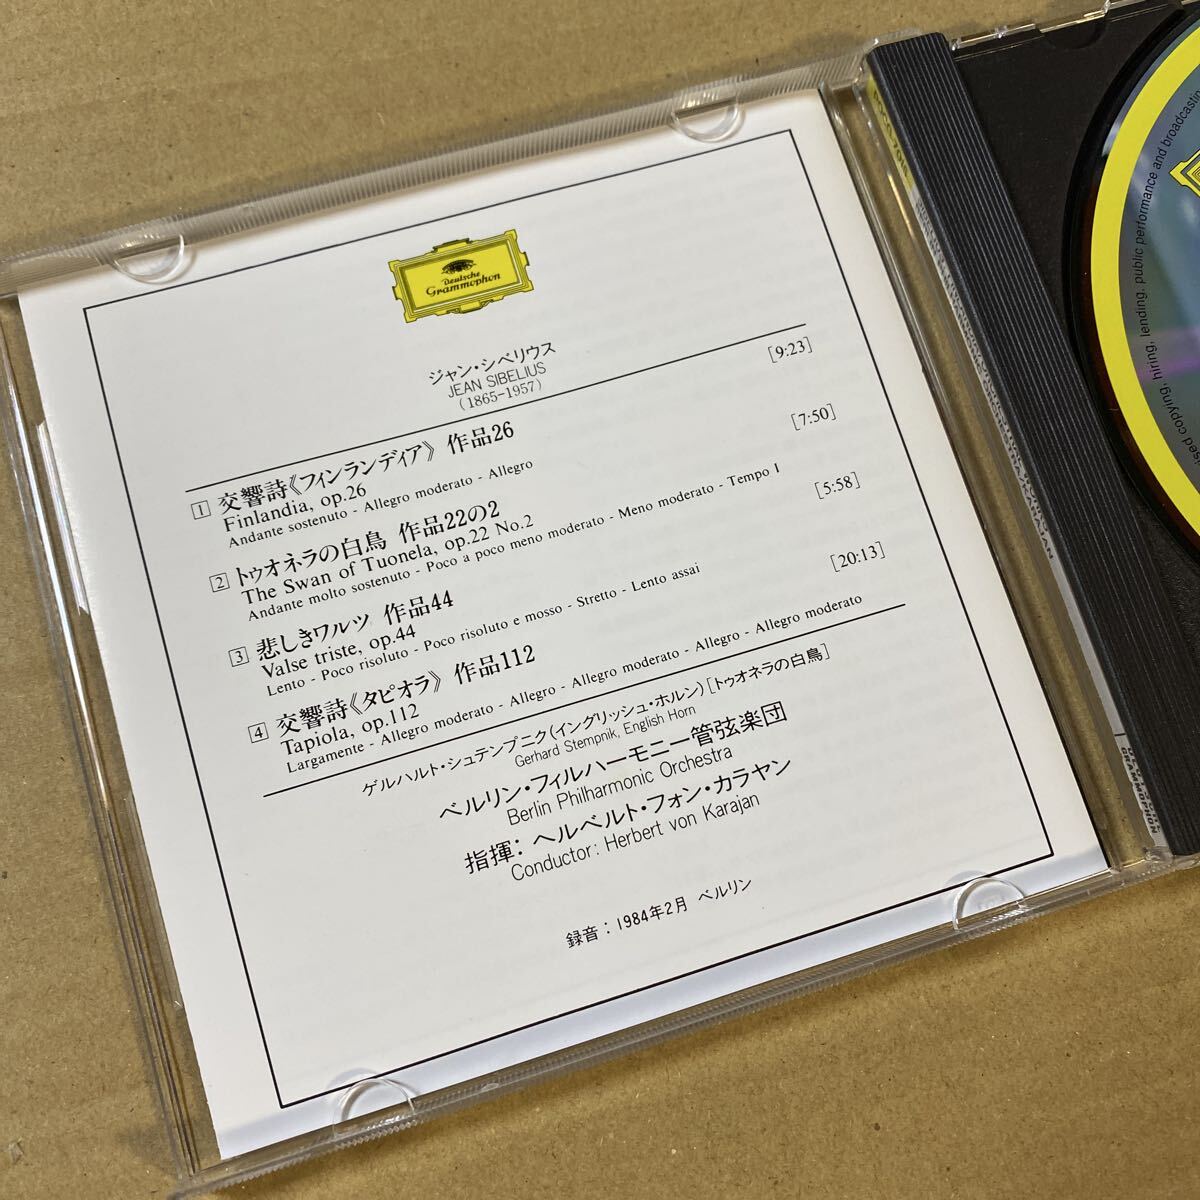 Deutsche
Grammophon
ジャン・シベリウス
JEAN SIBELIUS
(1865-1957)
1 交響詩《フィンランディア》 作品26 [9:23]
Finlandia, op.26
Andante sostenuto - Allegro moderato - Allegro
2 トゥオネラの白鳥 作品22の2 [7:50]
The Swan of Tuonela, op.22 No.2
Andante molto sostenuto - Poco a poco meno moderato - Meno moderato - Tempo I
3 悲しきワルツ 作品44 [5:58]
Valse triste, op.44
Lento - Poco risoluto - Poco risoluto e mosso - Stretto - Lento assai
4 交響詩《タピオラ》 作品112 [20:13]
Tapiola, op.112
Largamente - Allegro moderato - Allegro - Allegro moderato - Allegro - Allegro moderato
ゲルハルト・シュテンプニク(イングリッシュ・ホルン) [トゥオネラの白鳥]
Gerhard Stempnik, English Horn
ベルリン・フィルハーモニー管弦楽団
Berlin Philharmonic Orchestra
指揮：ヘルベルト・フォン・カラヤン
Conductor: Herbert von Karajan
録音：1984年2月 ベルリン
copying, hiring, lending, public performance and broadcasting
GRAMMOPHON